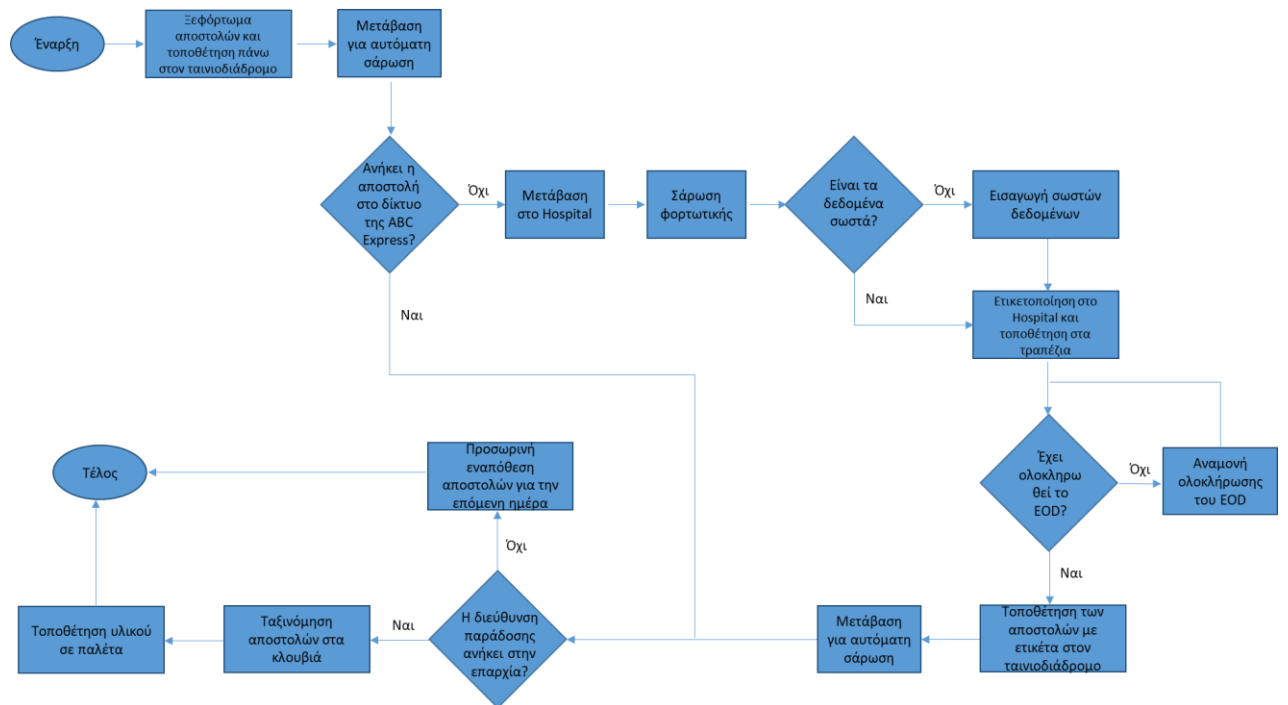 Έναρξη
Ξεφόρτωμα
αποστολών και
τοποθέτηση πάνω
στον ταινιοδιάδρομο
Μετάβαση
για αυτόματη
σάρωση
Ανήκει η
αποστολή
στο δίκτυο
της ABC
Express?
Όχι
Μετάβαση
στο Hospital
Σάρωση
φορτωτικής
Είναι τα
δεδομένα
σωστά?
Όχι
Εισαγωγή σωστών
δεδομένων
Ναι
Ναι
Ετικετοποίηση στο
Hospital και
τοποθέτηση στα
τραπέζια
Έχει
ολοκληρω
θεί το
EOD?
Όχι
Αναμονή
ολοκλήρωσης
του EOD
Ναι
Τοποθέτηση των
αποστολών με
ετικέτα στον
ταινιοδιάδρομο
Μετάβαση
για αυτόματη
σάρωση
Η διεύθυνση
παράδοσης
ανήκει στην
επαρχία?
Όχι
Προσωρινή
εναπόθεση
αποστολών για την
επόμενη ημέρα
Ναι
Ταξινόμηση
αποστολών στα
κλουβιά
Τοποθέτηση υλικού
σε παλέτα
Τέλος